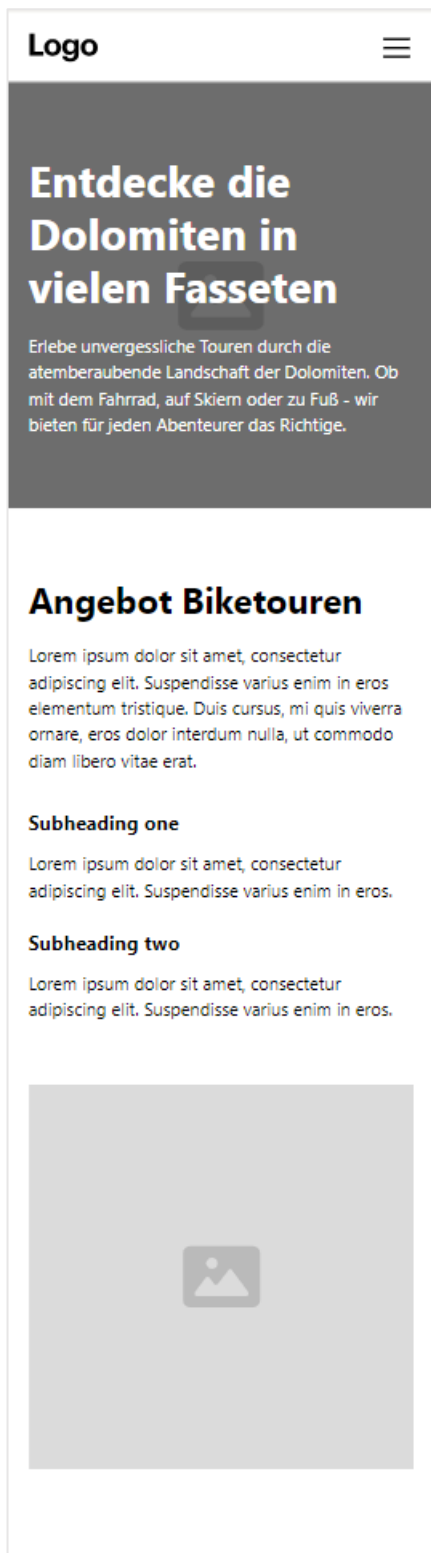 Logo
Entdecke die
Dolomiten in
vielen Fasseten
Erlebe unvergessliche Touren durch die
atemberaubende Landschaft der Dolomiten. Ob
mit dem Fahrrad, auf Skiern oder zu Fuß - wir
bieten für jeden Abenteurer das Richtige.
Angebot Biketouren
Lorem ipsum dolor sit amet, consectetur
adipiscing elit. Suspendisse varius enim in eros
elementum tristique. Duis cursus, mi quis viverra
ornare, eros dolor interdum nulla, ut commodo
diam libero vitae erat.
Subheading one
Lorem ipsum dolor sit amet, consectetur
adipiscing elit. Suspendisse varius enim in eros.
Subheading two
Lorem ipsum dolor sit amet, consectetur
adipiscing elit. Suspendisse varius enim in eros.